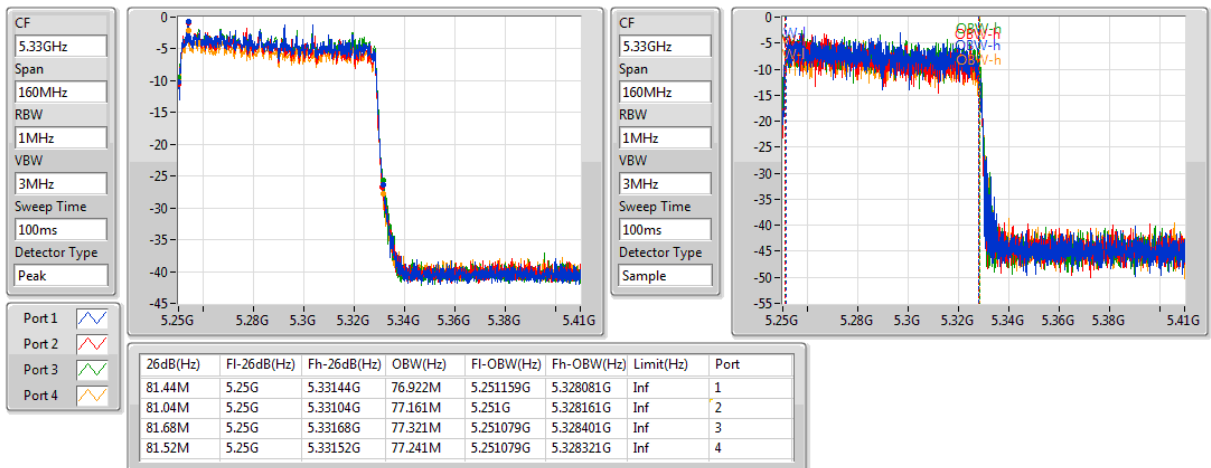 CF
5.33GHz
Span
160MHz
RBW
1MHz
VBW
3MHz
Sweep Time
100ms
Detector Type
Peak
0
-5
-10
-15
-20
-25
-30
-35
-40
-45
5.25G 5.28G 5.3G 5.32G 5.34G 5.36G 5.38G 5.41G
CF
5.33GHz
Span
160MHz
RBW
1MHz
VBW
3MHz
Sweep Time
100ms
Detector Type
Sample
0
-5
-10
-15
-20
-25
-30
-35
-40
-45
-50
-55
OBW-h
OBW-h
OBW-h
OBW-h
5.25G 5.28G 5.3G 5.32G 5.34G 5.36G 5.38G 5.41G
Port 1
Port 2
Port 3
Port 4
26dB(Hz) Fl-26dB(Hz) Fh-26dB(Hz) OBW(Hz) Fl-OBW(Hz) Fh-OBW(Hz) Limit(Hz) Port
81.44M 5.25G 5.33144G 76.922M 5.251159G 5.328081G Inf 1
81.04M 5.25G 5.33104G 77.161M 5.251G 5.328161G Inf 2
81.68M 5.25G 5.33168G 77.321M 5.251079G 5.328401G Inf 3
81.52M 5.25G 5.33152G 77.241M 5.251079G 5.328321G Inf 4